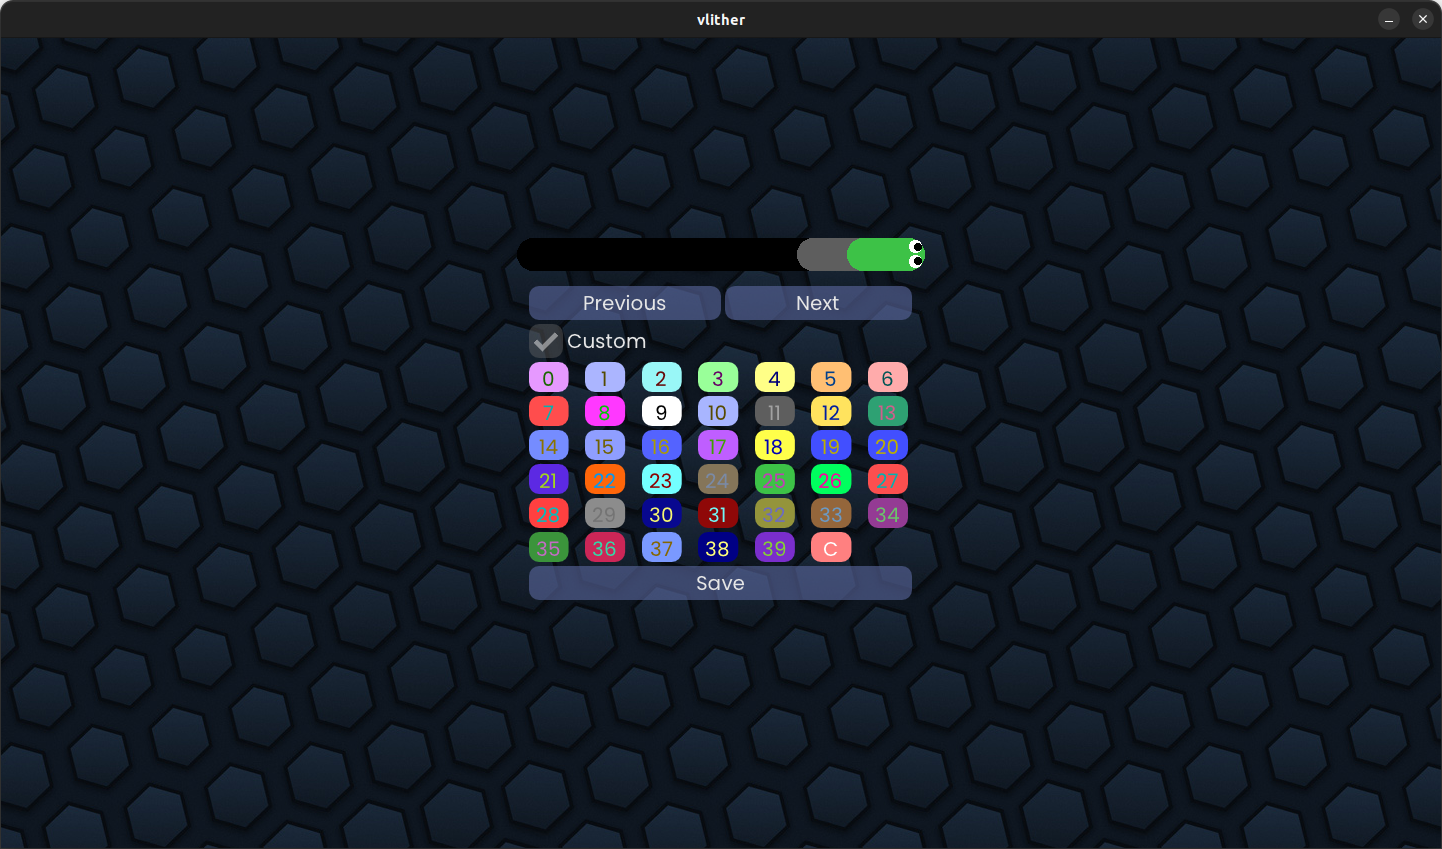 vlither
Previous Next
Custom
0 1 2 3 4 5 6
7 8 9 10 11 12 13
14 15 16 17 18 19 20
21 22 23 24 25 26 27
28 29 30 31 32 33 34
35 36 37 38 39 C
Save